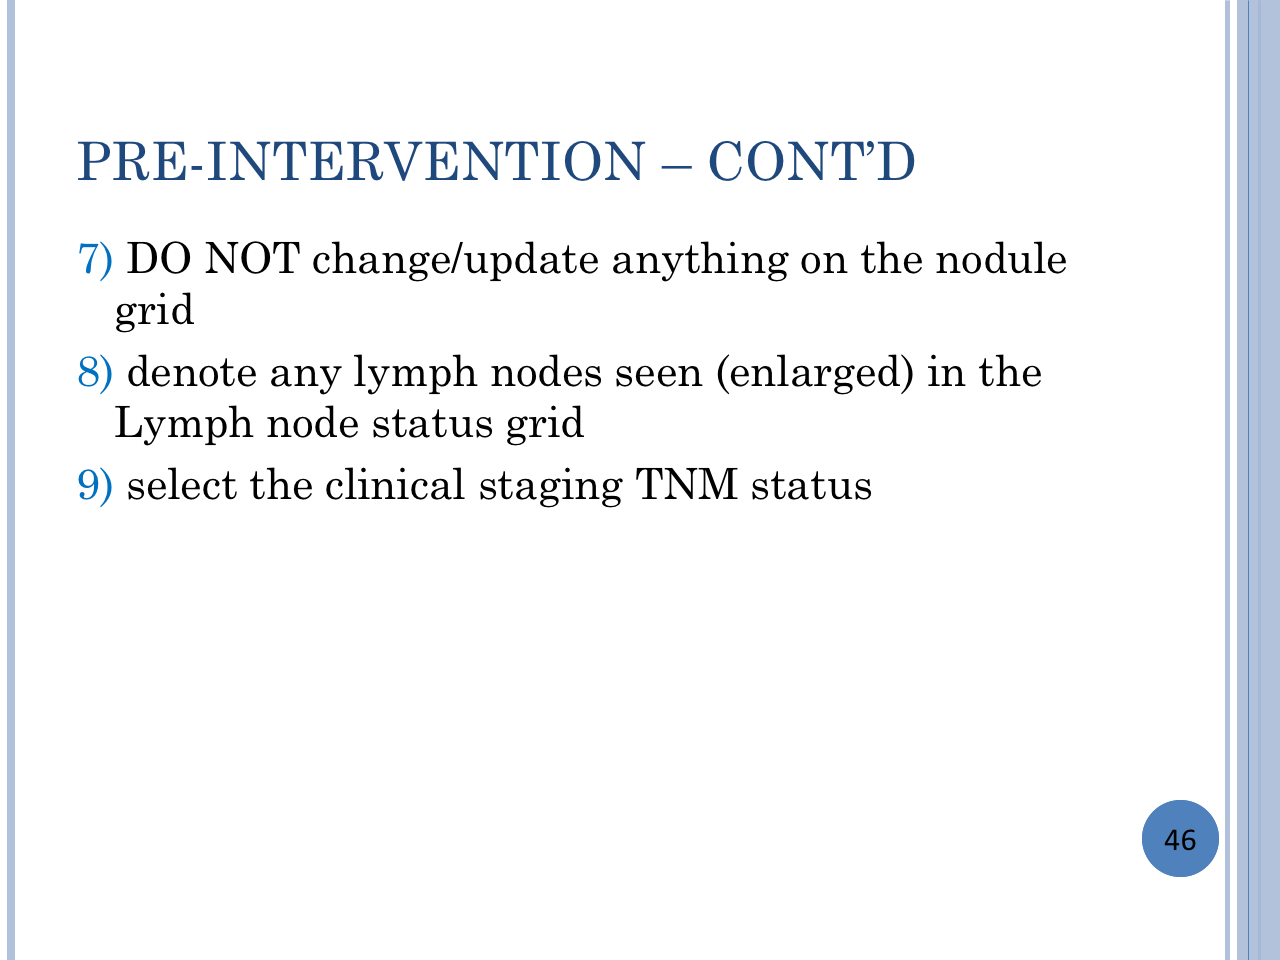 PRE-INTERVENTION – CONT’D
7) DO NOT change/update anything on the nodule
grid
8) denote any lymph nodes seen (enlarged) in the
Lymph node status grid
9) select the clinical staging TNM status
46